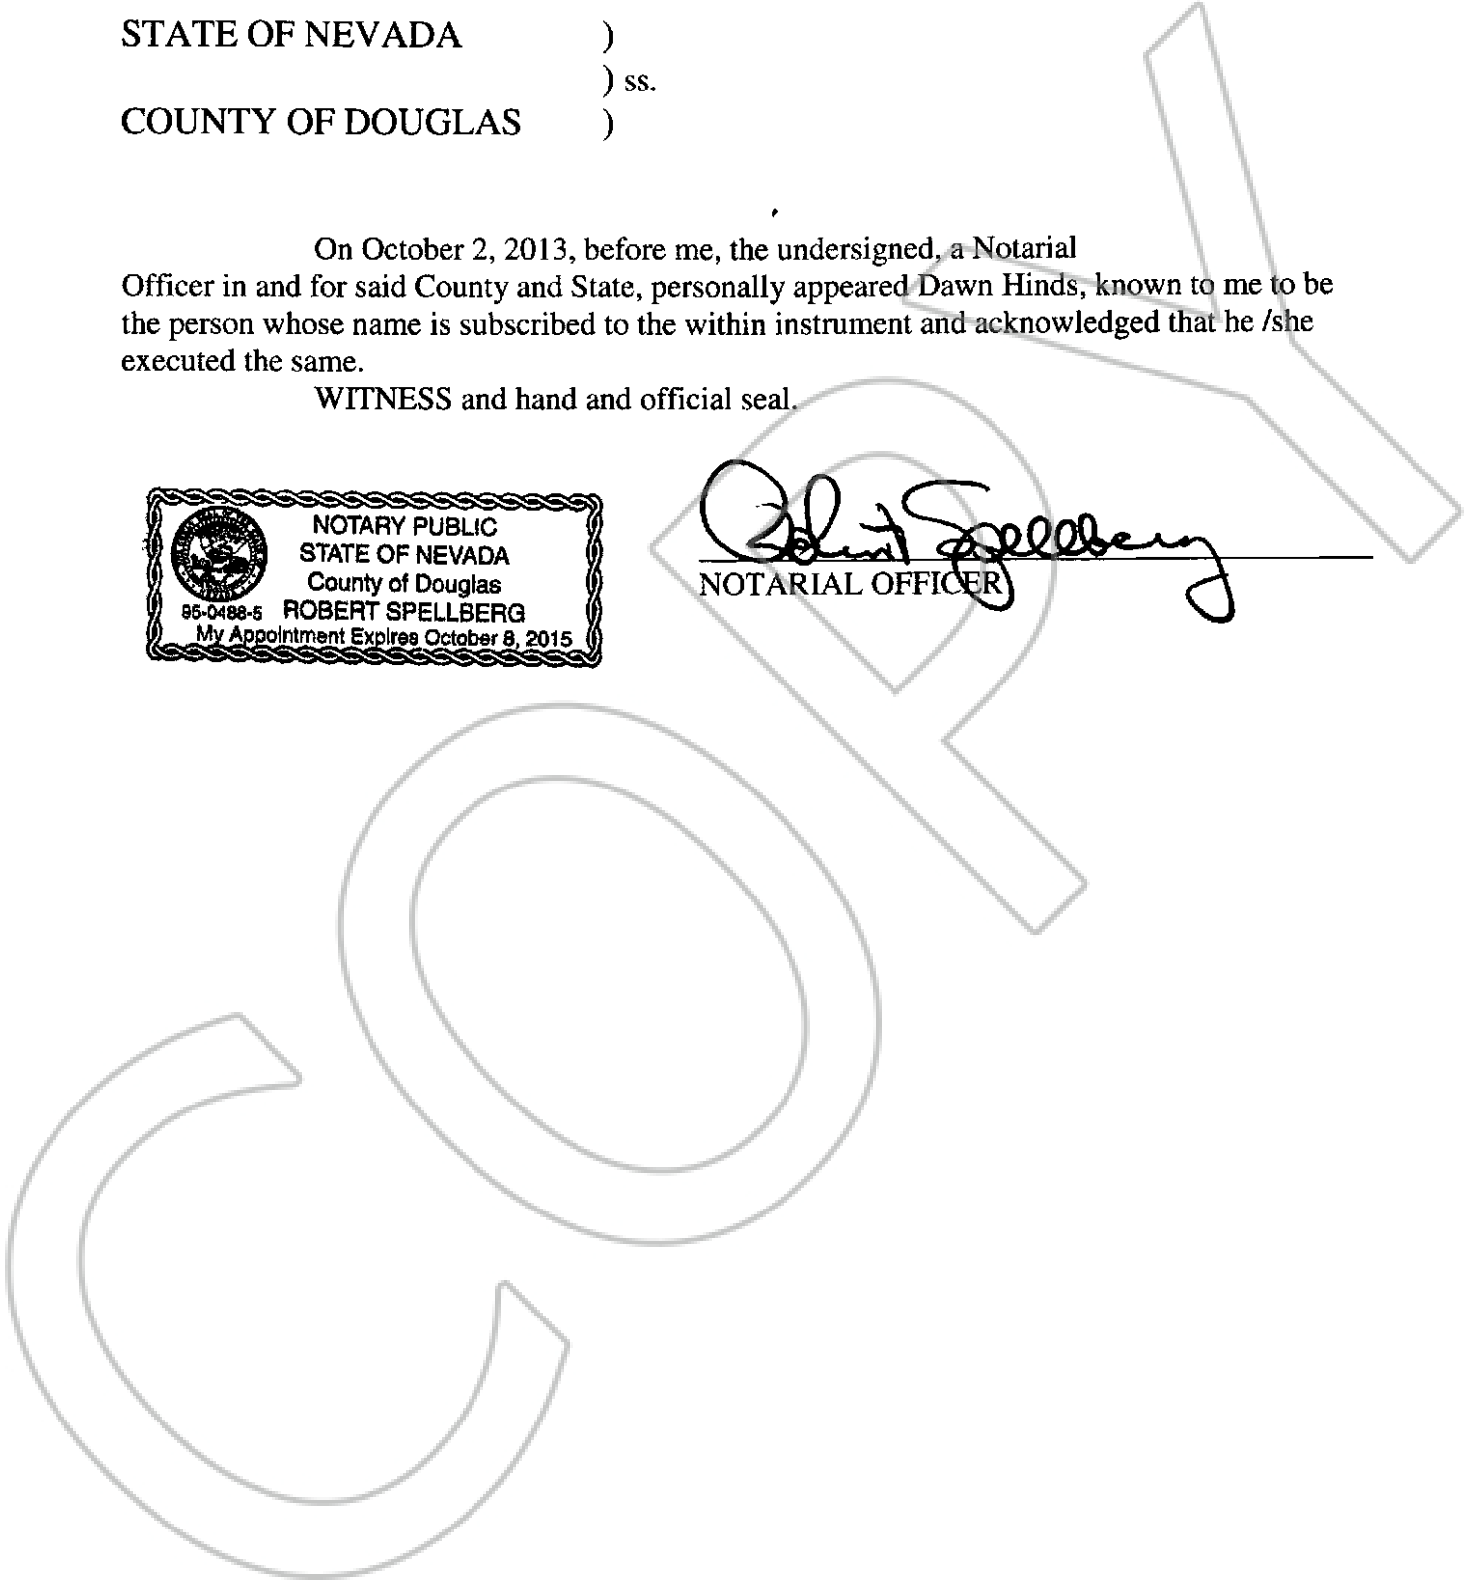 STATE OF NEVADA )
) ss.
COUNTY OF DOUGLAS )
On October 2, 2013, before me, the undersigned, a Notarial
Officer in and for said County and State, personally appeared Dawn Hinds, known to me to be
the person whose name is subscribed to the within instrument and acknowledged that he /she
executed the same.
WITNESS and hand and official seal.
NOTARY PUBLIC
STATE OF NEVADA
County of Douglas
95-0488-5 ROBERT SPELLBERG
My Appointment Expires October 8, 2015
Robert Spellberg
NOTARIAL OFFICER
COPY